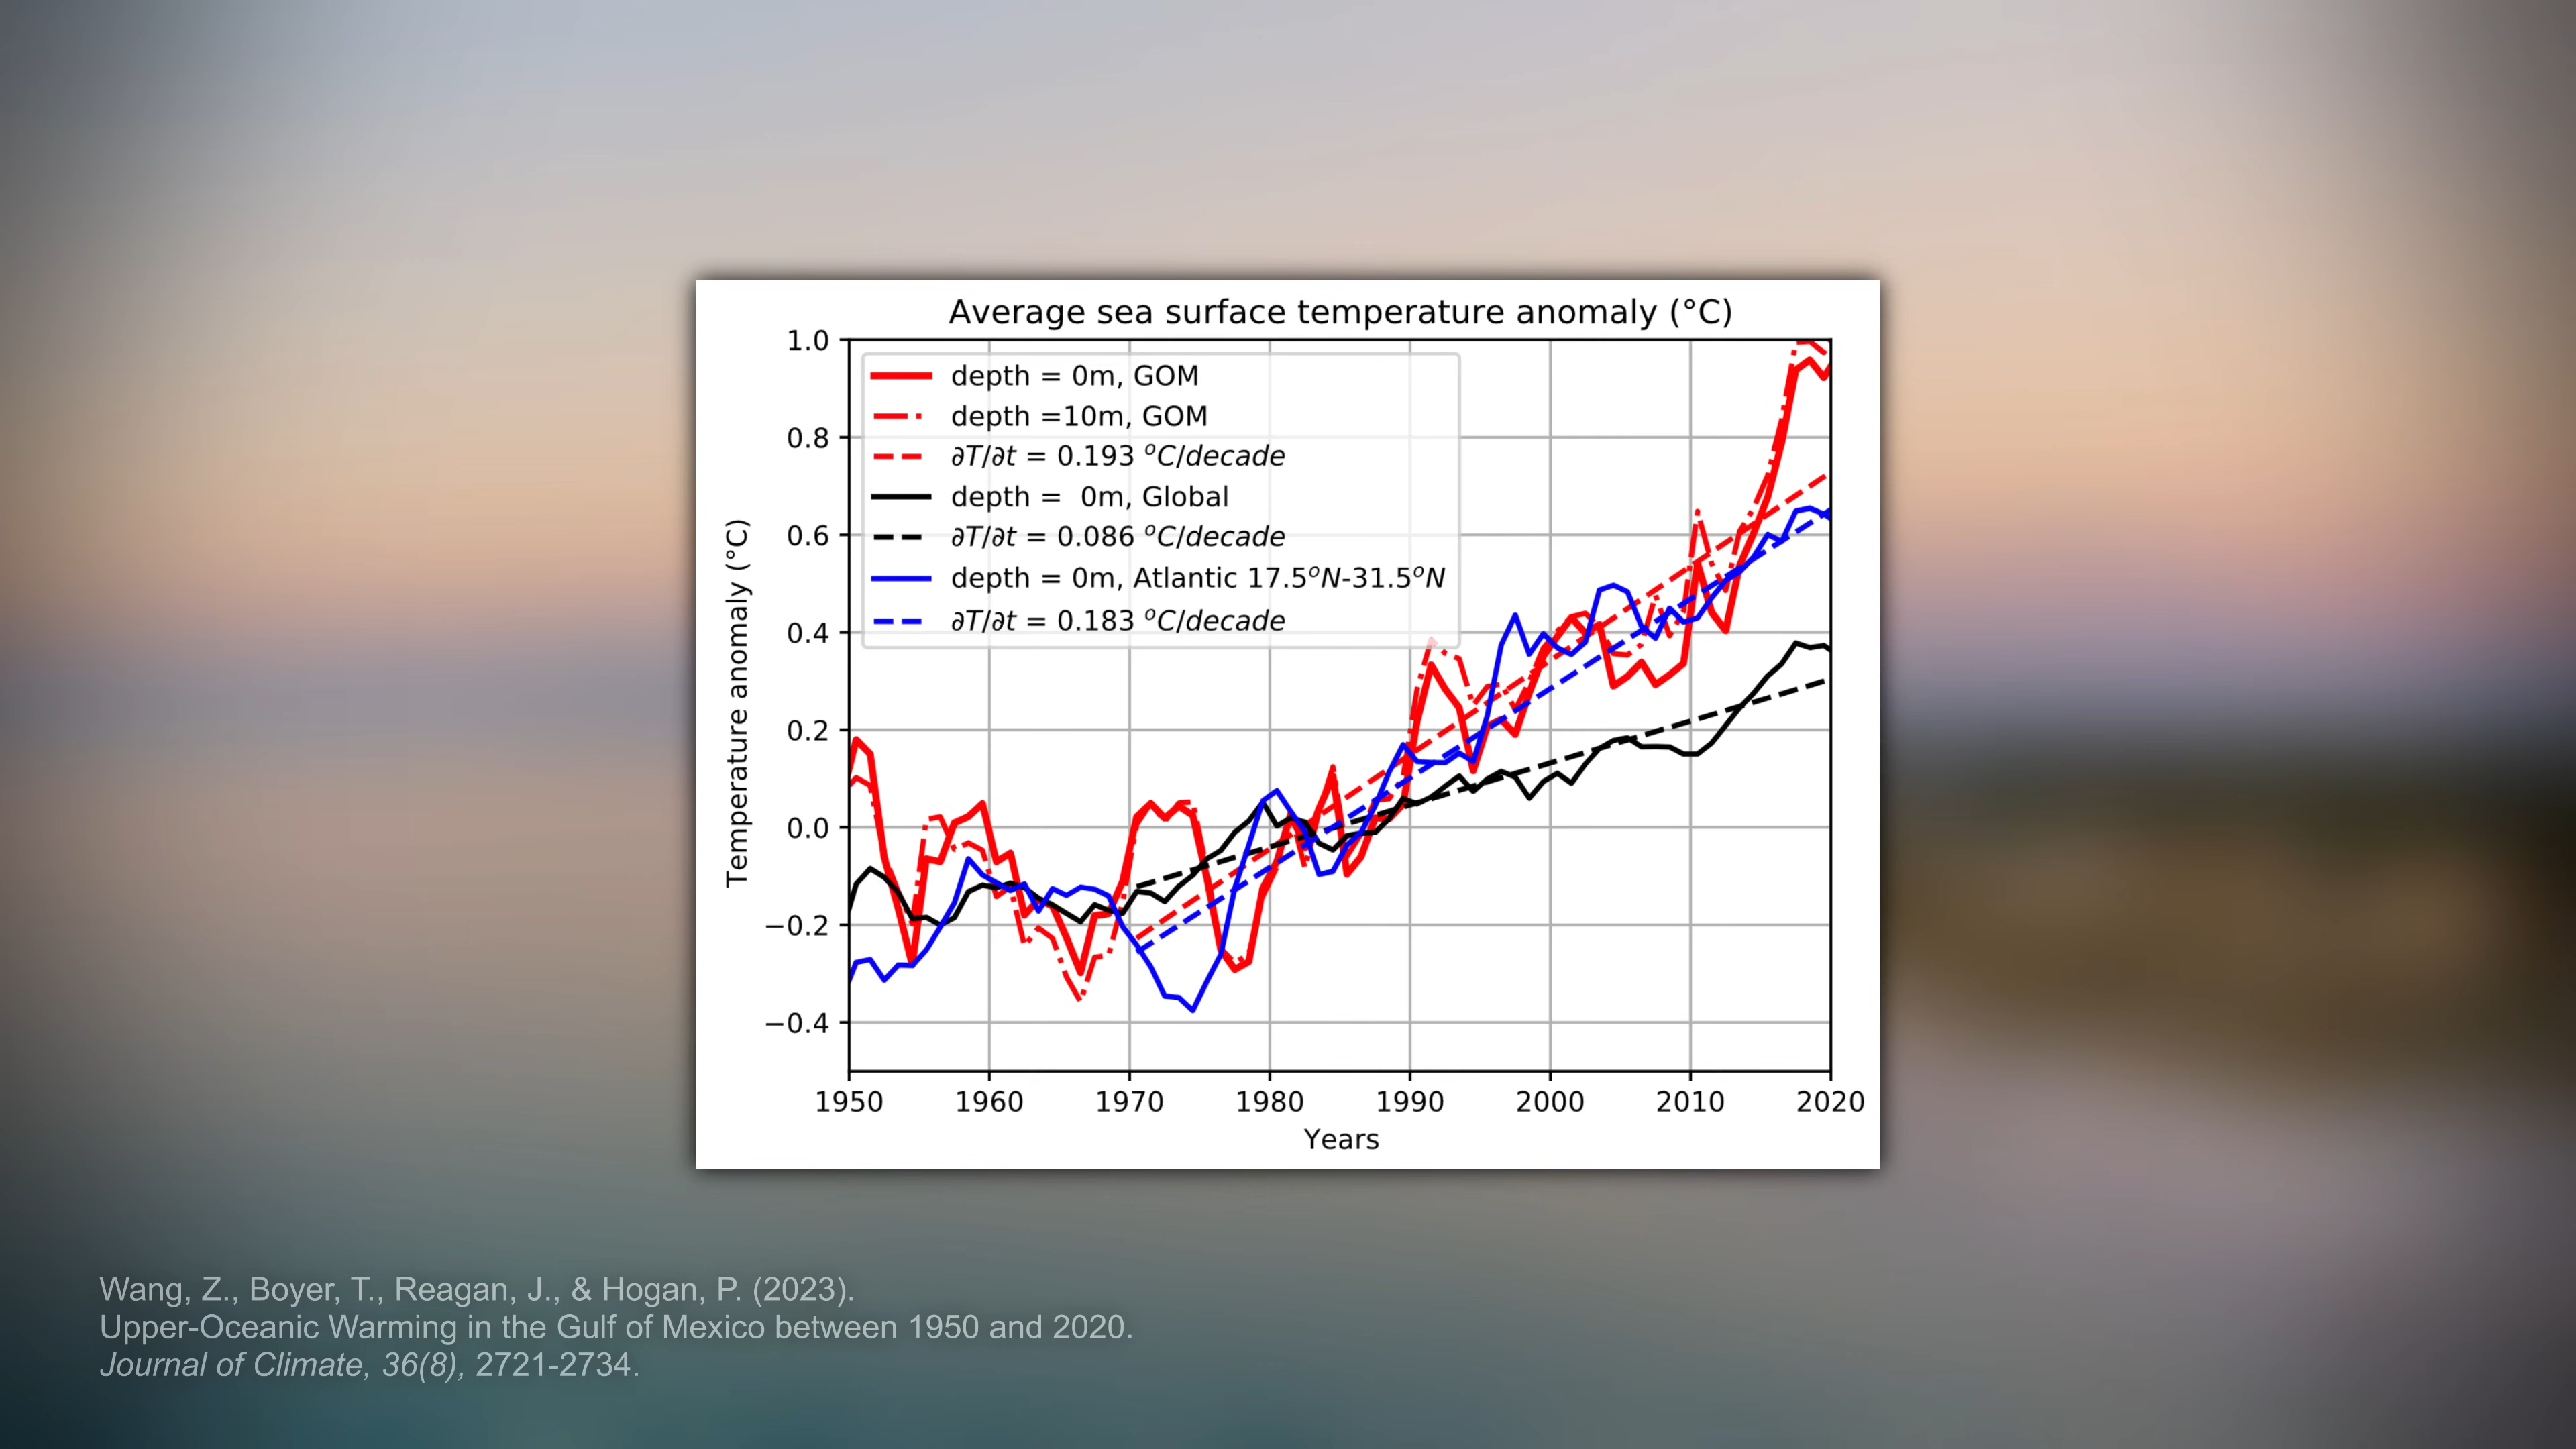 Average sea surface temperature anomaly (°C)
1.0
0.8
0.6
0.4
0.2
0.0
−0.2
−0.4
Temperature anomaly (°C)
depth = 0m, GOM
depth =10m, GOM
∂T/∂t = 0.193 °C/decade
depth = 0m, Global
∂T/∂t = 0.086 °C/decade
depth = 0m, Atlantic 17.5°N-31.5°N
∂T/∂t = 0.183 °C/decade
1950 1960 1970 1980 1990 2000 2010 2020
Years
Wang, Z., Boyer, T., Reagan, J., & Hogan, P. (2023).
Upper-Oceanic Warming in the Gulf of Mexico between 1950 and 2020.
Journal of Climate, 36(8), 2721-2734.